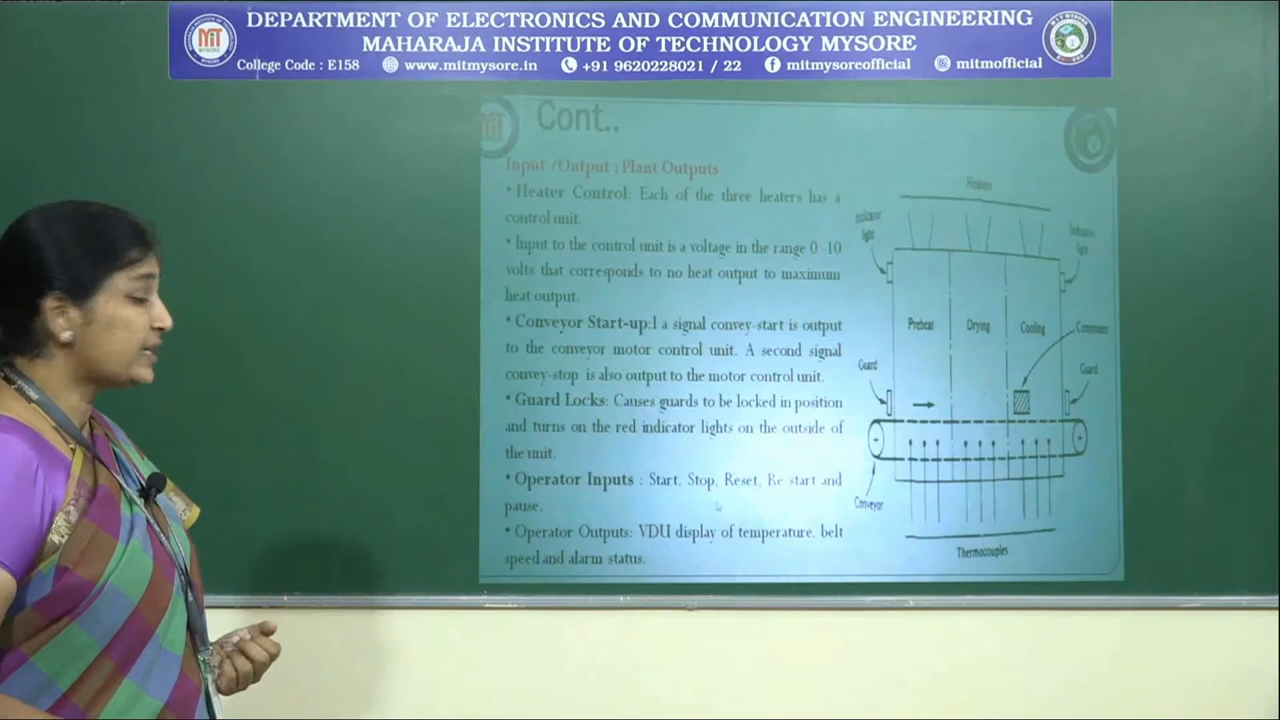 DEPARTMENT OF ELECTRONICS AND COMMUNICATION ENGINEERING
MAHARAJA INSTITUTE OF TECHNOLOGY MYSORE
College Code : E158 www.mitmysore.in +91 9620228021 / 22 mitmysoreofficial mitmofficial
MIT
MYSORE
Cont..
Input /Output : Plant Outputs
* Heater Control: Each of the three heaters has a
control unit.
* Input to the control unit is a voltage in the range 0 -10
volts that corresponds to no heat output to maximum
heat output.
* Conveyor Start-up:I a signal convey-start is output
to the conveyor motor control unit. A second signal
convey-stop is also output to the motor control unit.
* Guard Locks: Causes guards to be locked in position
and turns on the red indicator lights on the outside of
the unit.
* Operator Inputs : Start, Stop, Reset, Re-start and
pause.
* Operator Outputs: VDU display of temperature, belt
speed and alarm status.
Heaters
Indicator
light
Indicator
light
Preheat
Drying
Cooling
Component
Guard
Guard
Conveyor
Thermocouples